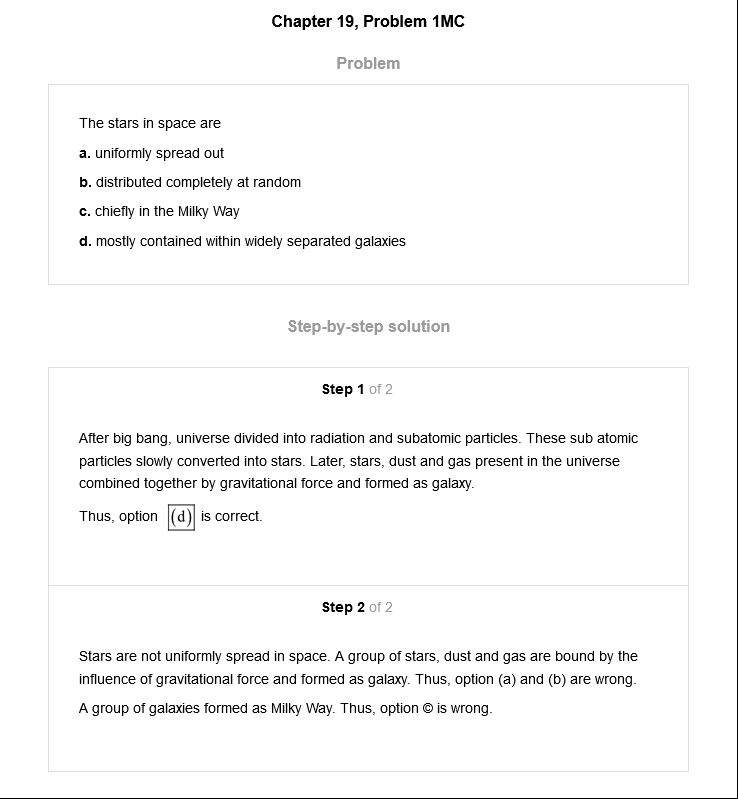 Chapter 19, Problem 1MC
Problem
The stars in space are
a. uniformly spread out
b. distributed completely at random
c. chiefly in the Milky Way
d. mostly contained within widely separated galaxies
Step-by-step solution
Step 1 of 2
After big bang, universe divided into radiation and subatomic particles. These sub atomic
particles slowly converted into stars. Later, stars, dust and gas present in the universe
combined together by gravitational force and formed as galaxy.
Thus, option (d) is correct.
Step 2 of 2
Stars are not uniformly spread in space. A group of stars, dust and gas are bound by the
influence of gravitational force and formed as galaxy. Thus, option (a) and (b) are wrong.
A group of galaxies formed as Milky Way. Thus, option © is wrong.